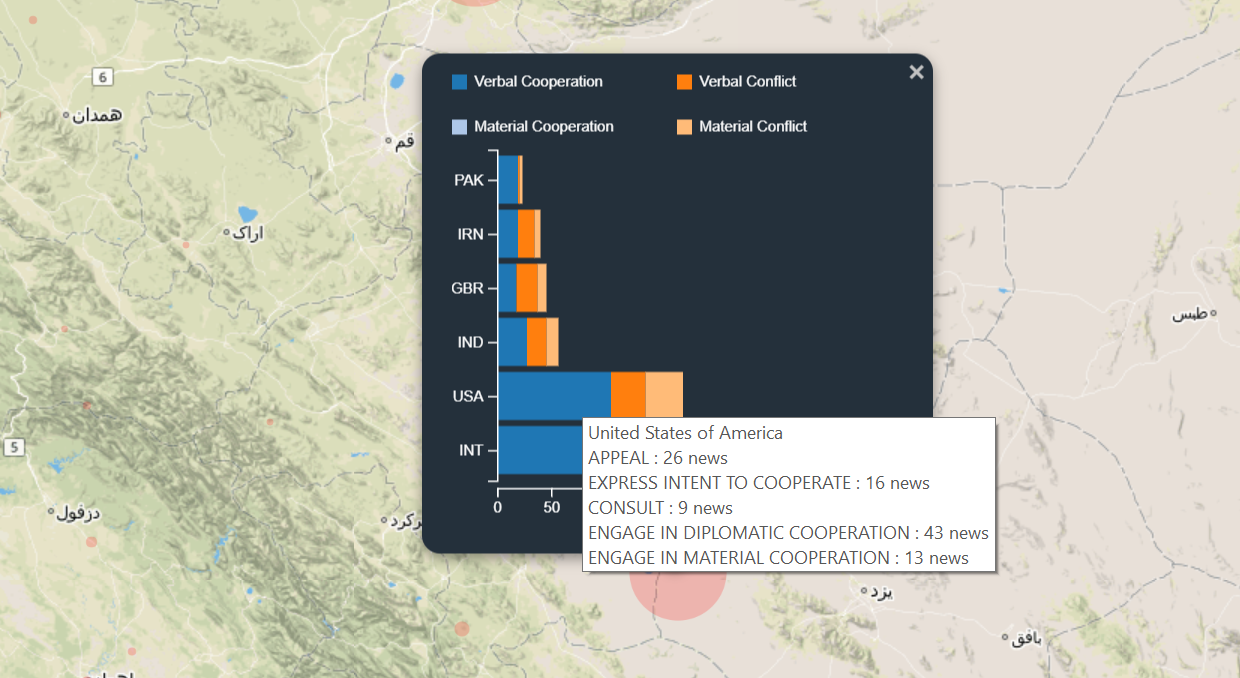 6
همدان
قم
اراک
5
دزفول
طبس
یزد
بافق
Verbal Cooperation
Verbal Conflict
Material Cooperation
Material Conflict
PAK
IRN
GBR
IND
USA
INT
0
50
United States of America
APPEAL : 26 news
EXPRESS INTENT TO COOPERATE : 16 news
CONSULT : 9 news
ENGAGE IN DIPLOMATIC COOPERATION : 43 news
ENGAGE IN MATERIAL COOPERATION : 13 news